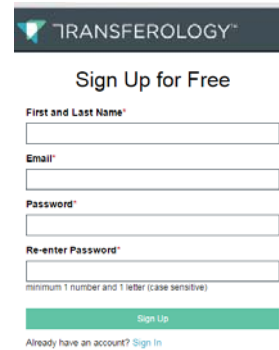 TRANSFEROLOGY™
Sign Up for Free
First and Last Name*
Email*
Password*
Re-enter Password*
minimum 1 number and 1 letter (case sensitive)
Sign Up
Already have an account? Sign In